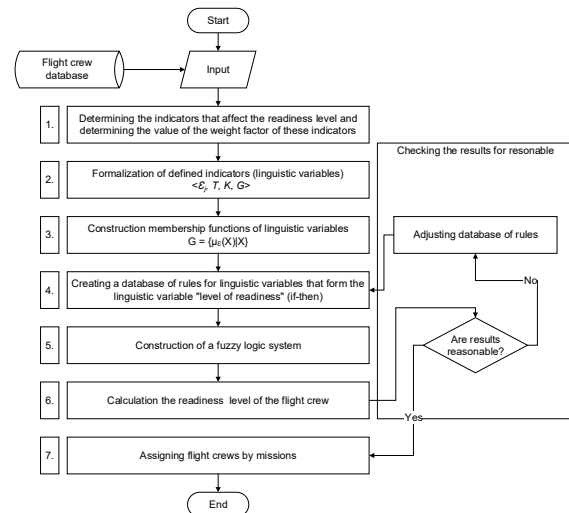 Start
Flight crew
database
Input
1.
Determining the indicators that affect the readiness level and
determining the value of the weight factor of these indicators
Checking the results for resonable
2.
Formalization of defined indicators (linguistic variables)
<Ɛj, T, K, G>
3.
Construction membership functions of linguistic variables
G = {μƐ(X)|X}
Adjusting database of rules
4.
Creating a database of rules for linguistic variables that form the
linguistic variable "level of readiness" (if-then)
No
5.
Construction of a fuzzy logic system
Are results
reasonable?
6.
Calculation the readiness level of the flight crew
Yes
7.
Assigning flight crews by missions
End